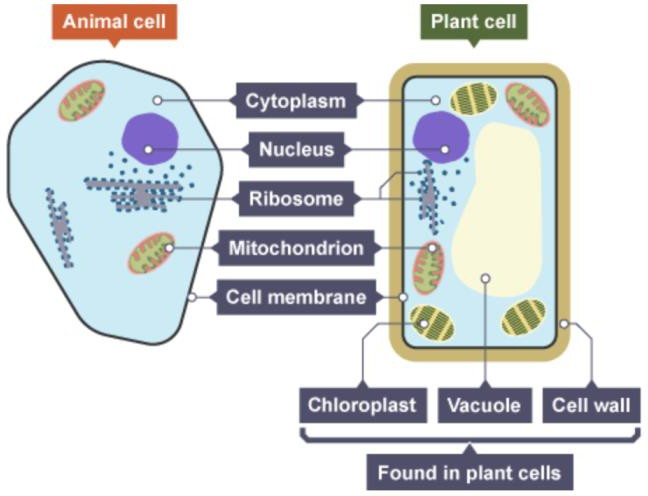 Animal cell
Plant cell
Cytoplasm
Nucleus
Ribosome
Mitochondrion
Cell membrane
Chloroplast
Vacuole
Cell wall
Found in plant cells